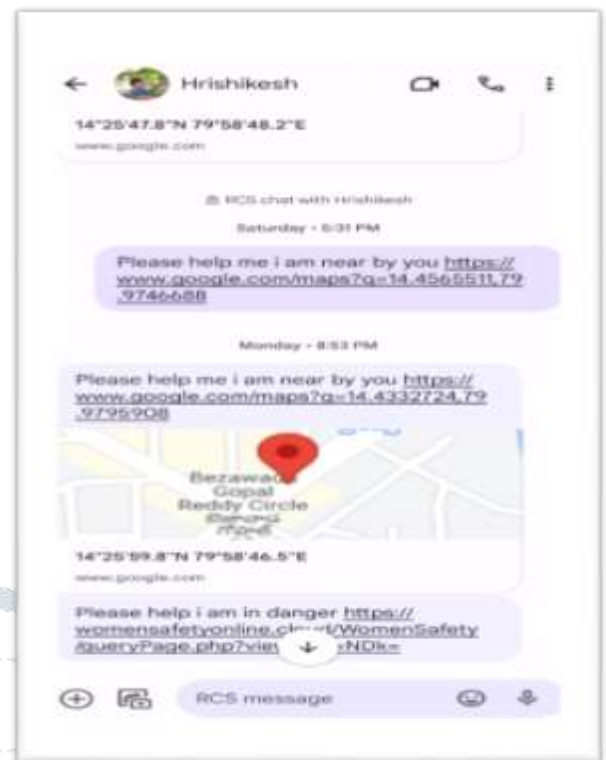 Hrishikesh
14°25'47.8"N 79°58'48.2"E
www.google.com
RCS chat with Hrishikesh
Saturday • 5:31 PM
Please help me i am near by you https://
www.google.com/maps?q=14.4565511,79
.9746688
Monday • 8:53 PM
Please help me i am near by you https://
www.google.com/maps?q=14.4332724,79
.9795908
Bezawada
Gopal
Reddy Circle
14°25'59.8"N 79°58'46.5"E
www.google.com
Please help i am in danger https://
womensafetyonline.cloud/WomenSafety
/queryPage.php?view NDk=
RCS message